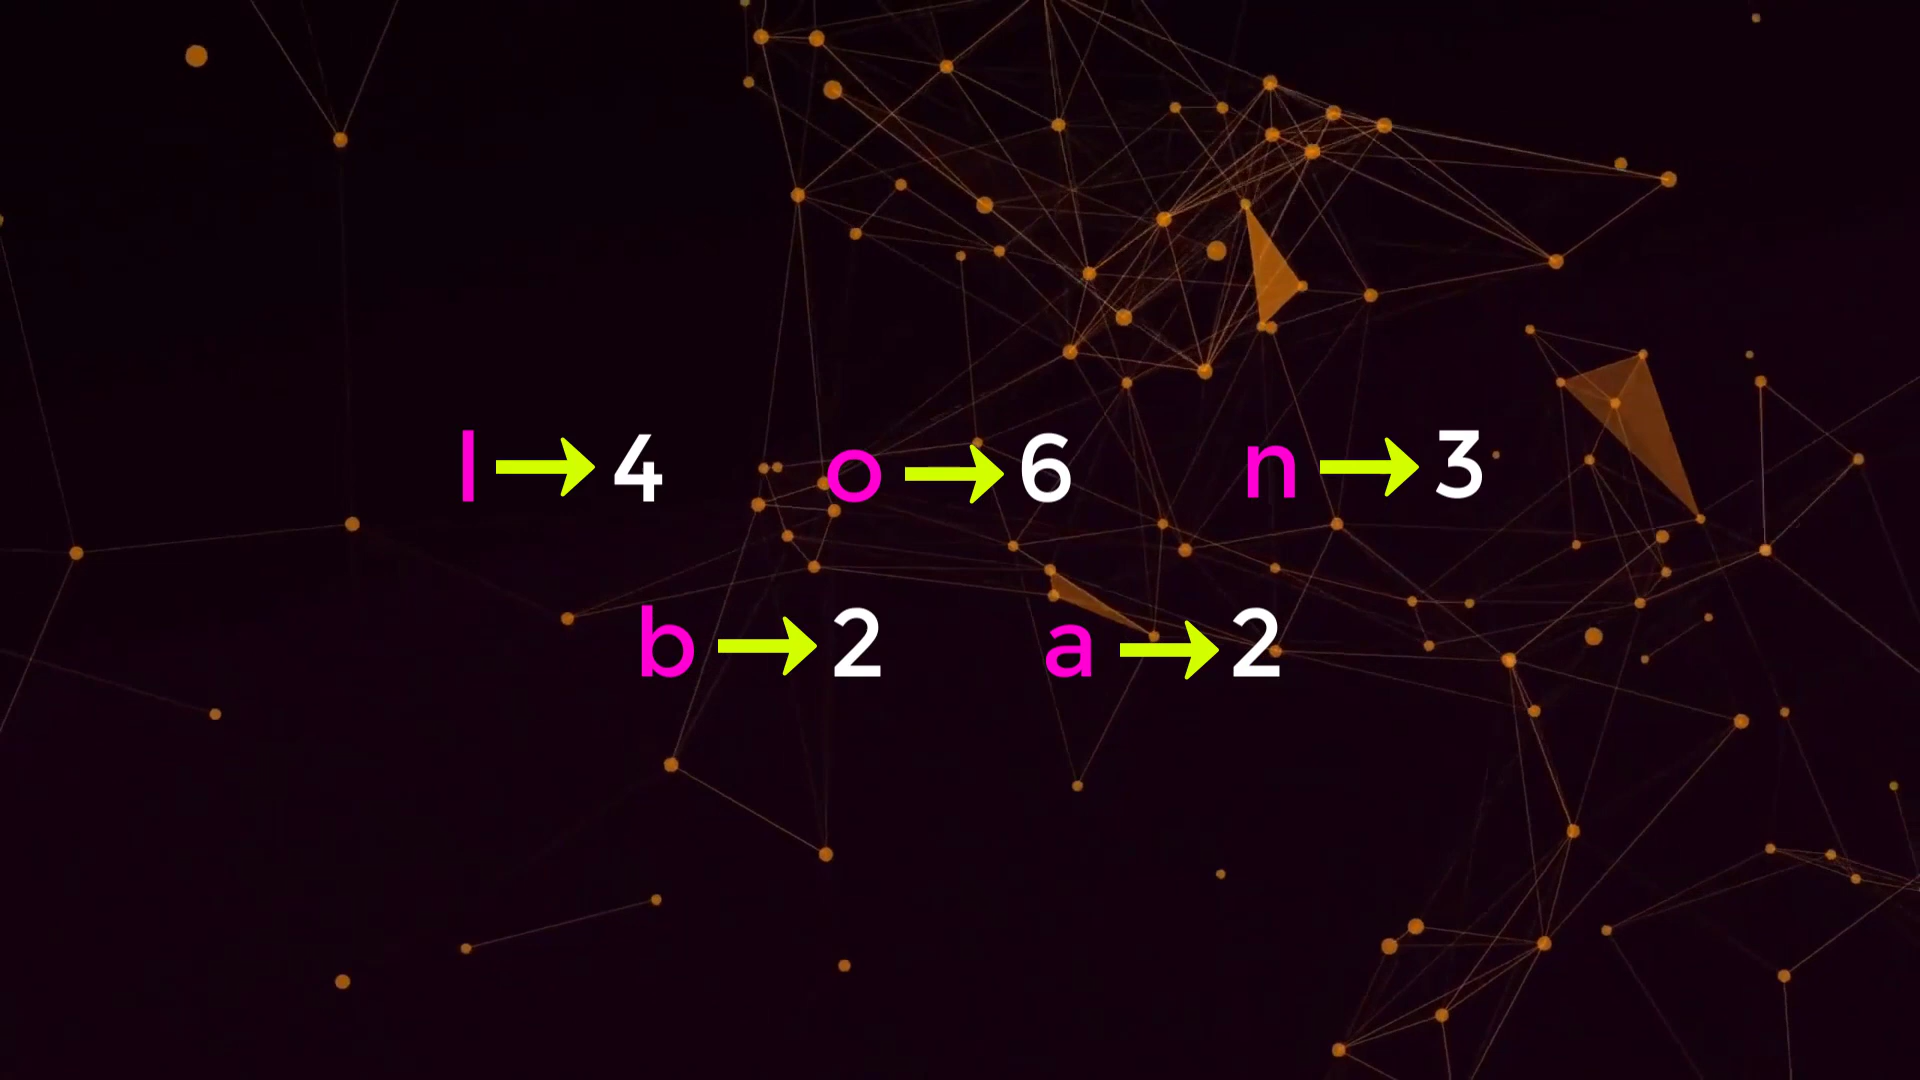 l → 4 o → 6 n → 3
b → 2 a → 2